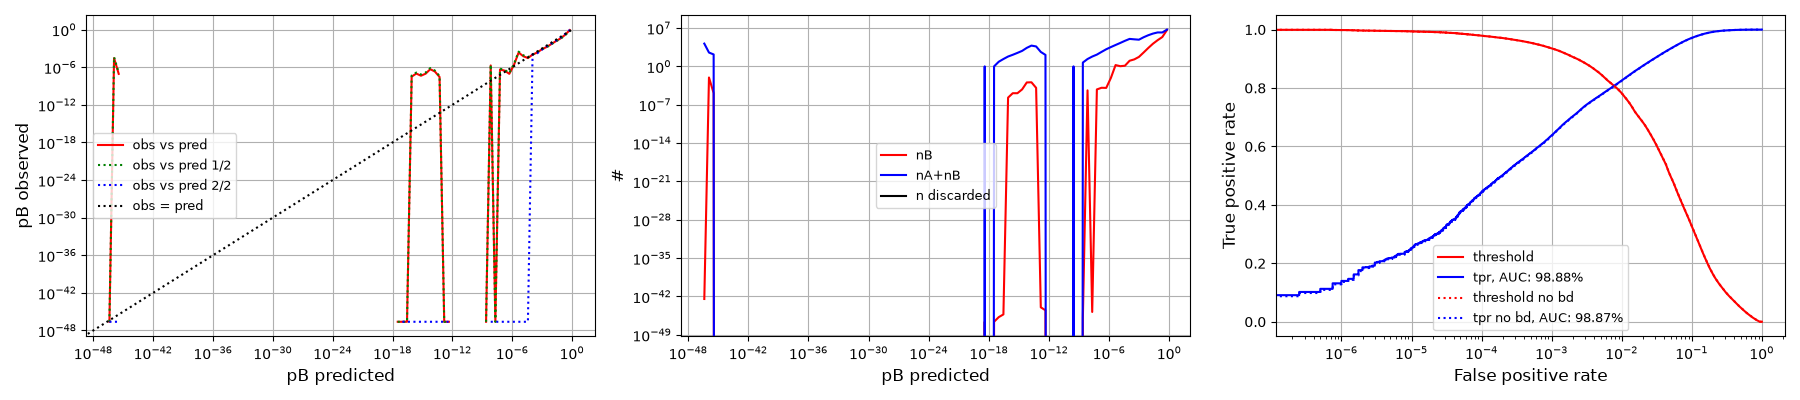 pB observed
10^0
10^−6
10^−12
10^−18
10^−24
10^−30
10^−36
10^−42
10^−48
obs vs pred
obs vs pred 1/2
obs vs pred 2/2
obs = pred
10^−48 10^−42 10^−36 10^−30 10^−24 10^−18 10^−12 10^−6 10^0
pB predicted
#
10^7
10^0
10^−7
10^−14
10^−21
10^−28
10^−35
10^−42
10^−49
nB
nA+nB
n discarded
10^−48 10^−42 10^−36 10^−30 10^−24 10^−18 10^−12 10^−6 10^0
pB predicted
True positive rate
1.0
0.8
0.6
0.4
0.2
0.0
threshold
tpr, AUC: 98.88%
threshold no bd
tpr no bd, AUC: 98.87%
10^−6 10^−5 10^−4 10^−3 10^−2 10^−1 10^0
False positive rate